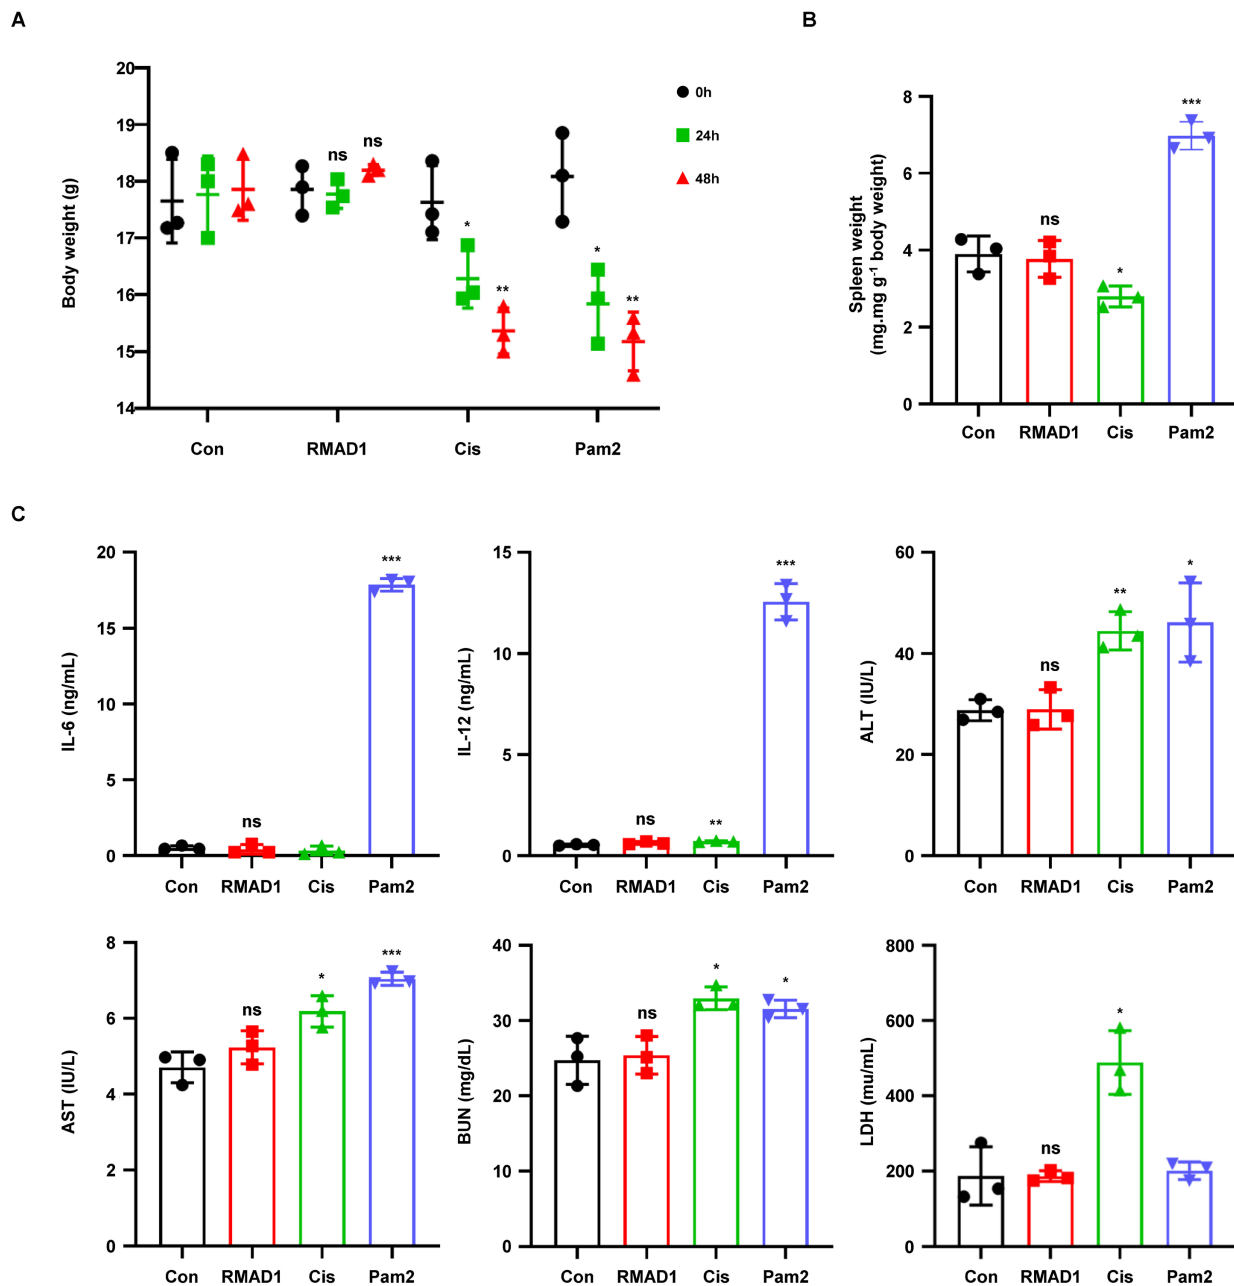 A
20
19
18
17
16
15
14
Body weight (g)
ns
ns
*
**
*
**
Con
RMAD1
Cis
Pam2
0h
24h
48h
B
8
6
4
2
0
Spleen weight
(mg.mg g⁻¹ body weight)
ns
*
***
Con
RMAD1
Cis
Pam2
C
20
15
10
5
0
IL-6 (ng/mL)
ns
***
Con
RMAD1
Cis
Pam2
15
10
5
0
IL-12 (ng/mL)
ns
**
***
Con
RMAD1
Cis
Pam2
60
40
20
0
ALT (IU/L)
ns
**
*
Con
RMAD1
Cis
Pam2
8
6
4
2
0
AST (IU/L)
ns
*
***
Con
RMAD1
Cis
Pam2
40
30
20
10
0
BUN (mg/dL)
ns
*
*
Con
RMAD1
Cis
Pam2
800
600
400
200
0
LDH (mu/mL)
ns
*
Con
RMAD1
Cis
Pam2